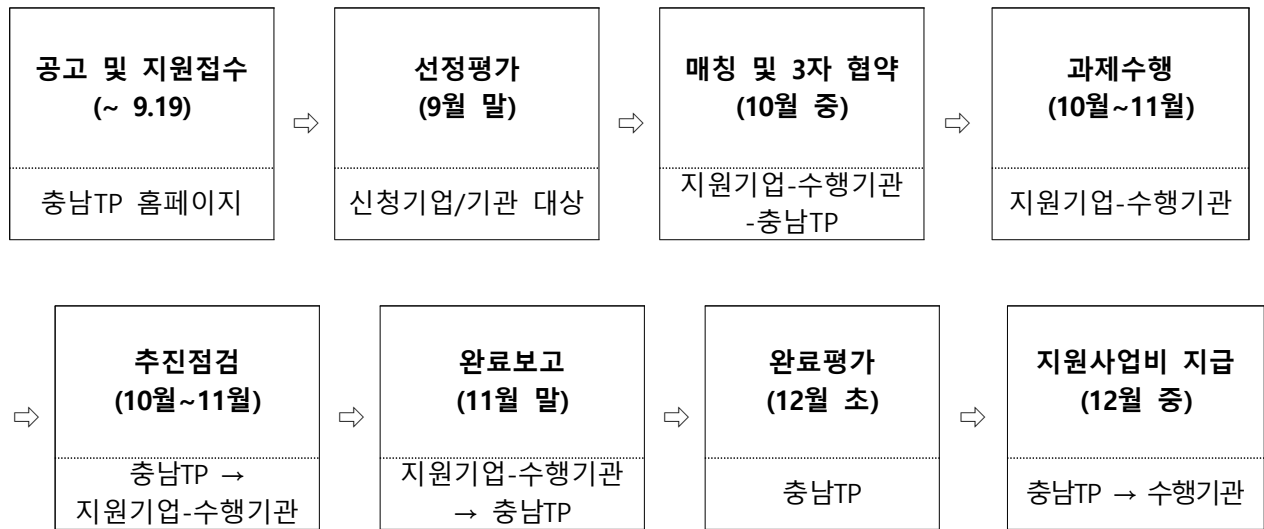 공고 및 지원접수
(~ 9.19)
충남TP 홈페이지
⇨
선정평가
(9월 말)
신청기업/기관 대상
⇨
매칭 및 3자 협약
(10월 중)
지원기업-수행기관
-충남TP
⇨
과제수행
(10월~11월)
지원기업-수행기관
⇨
추진점검
(10월~11월)
충남TP →
지원기업-수행기관
⇨
완료보고
(11월 말)
지원기업-수행기관
→ 충남TP
⇨
완료평가
(12월 초)
충남TP
⇨
지원사업비 지급
(12월 중)
충남TP → 수행기관